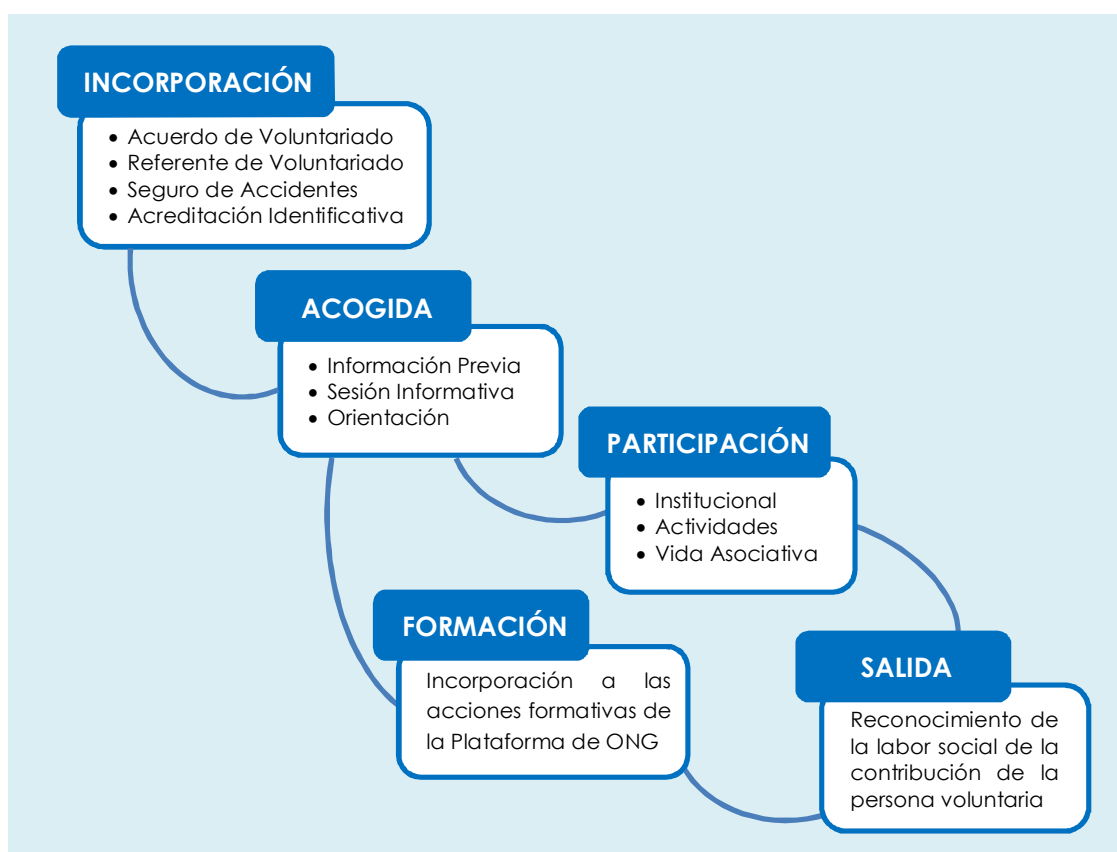 INCORPORACIÓN
• Acuerdo de Voluntariado
• Referente de Voluntariado
• Seguro de Accidentes
• Acreditación Identificativa
ACOGIDA
• Información Previa
• Sesión Informativa
• Orientación
PARTICIPACIÓN
• Institucional
• Actividades
• Vida Asociativa
FORMACIÓN
Incorporación a las
acciones formativas de
la Plataforma de ONG
SALIDA
Reconocimiento de
la labor social de la
contribución de la
persona voluntaria